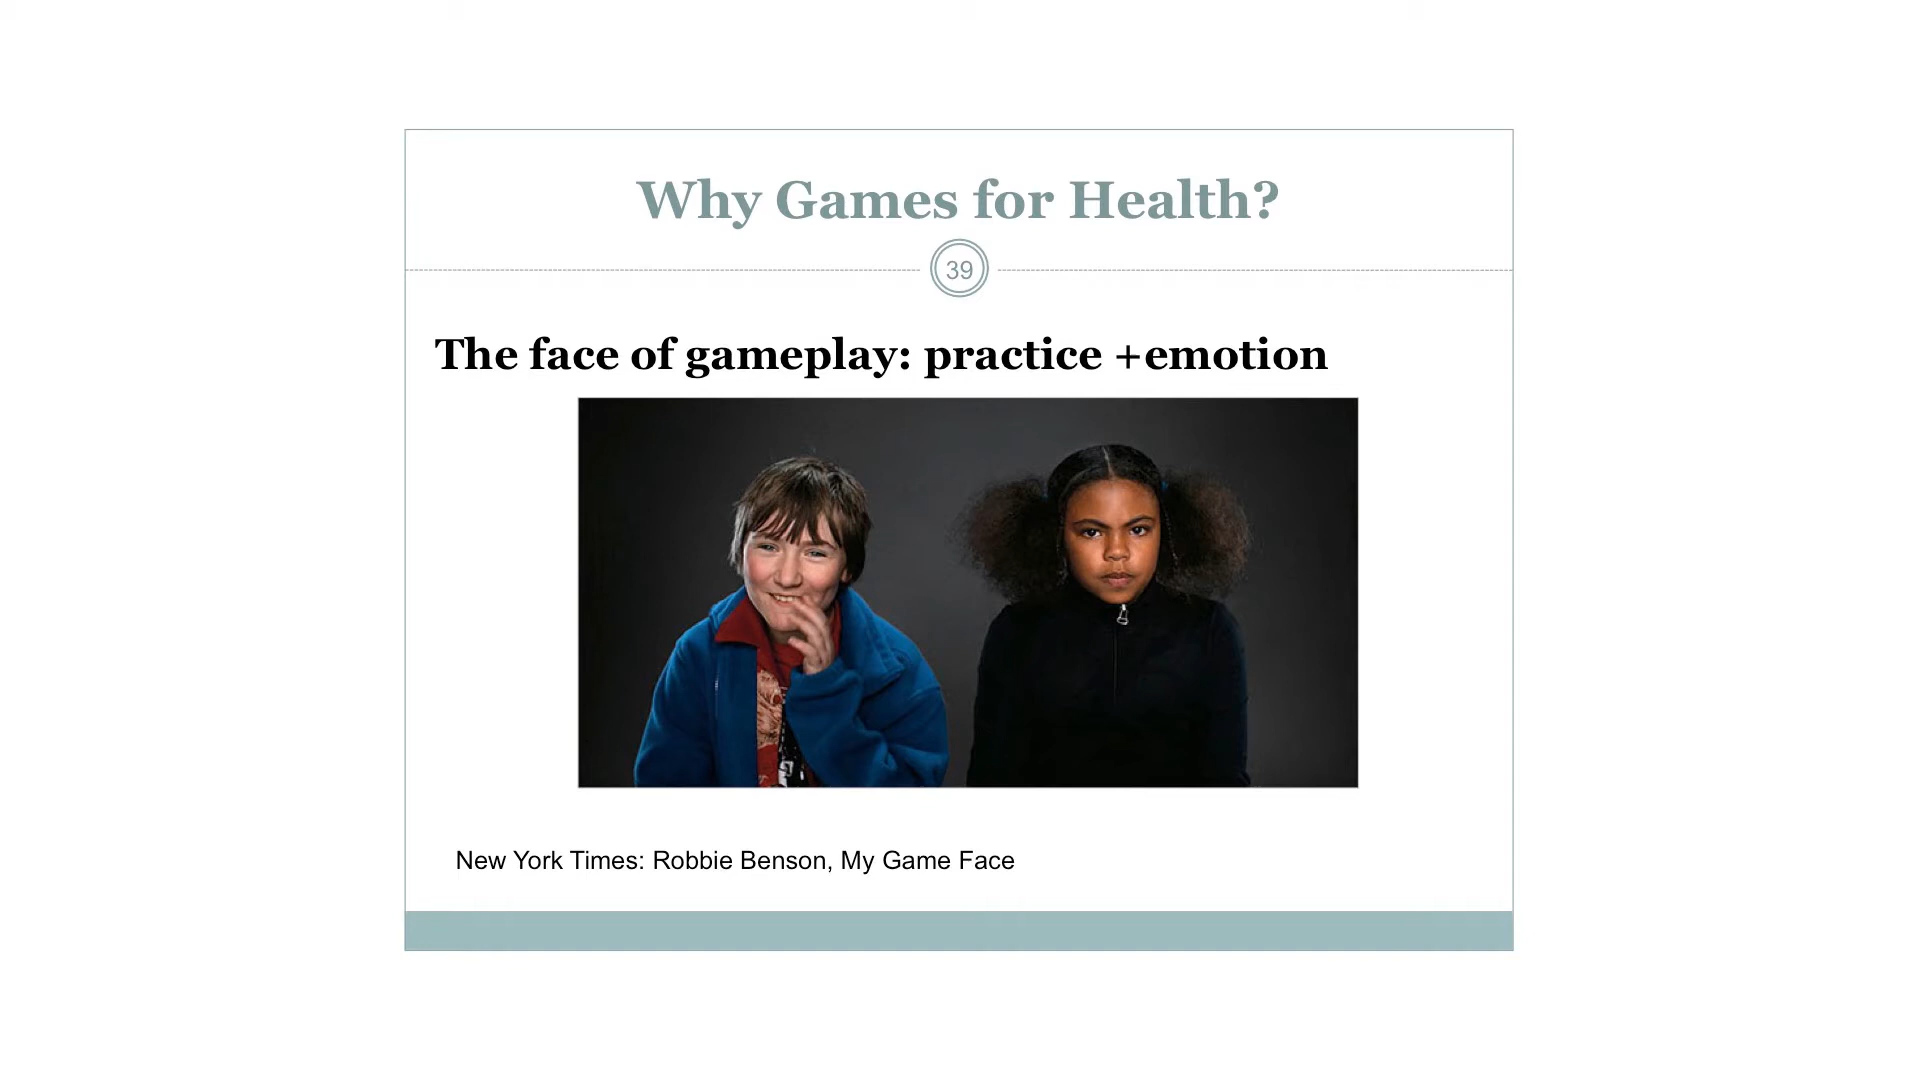 Why Games for Health?
39
The face of gameplay: practice +emotion
New York Times: Robbie Benson, My Game Face